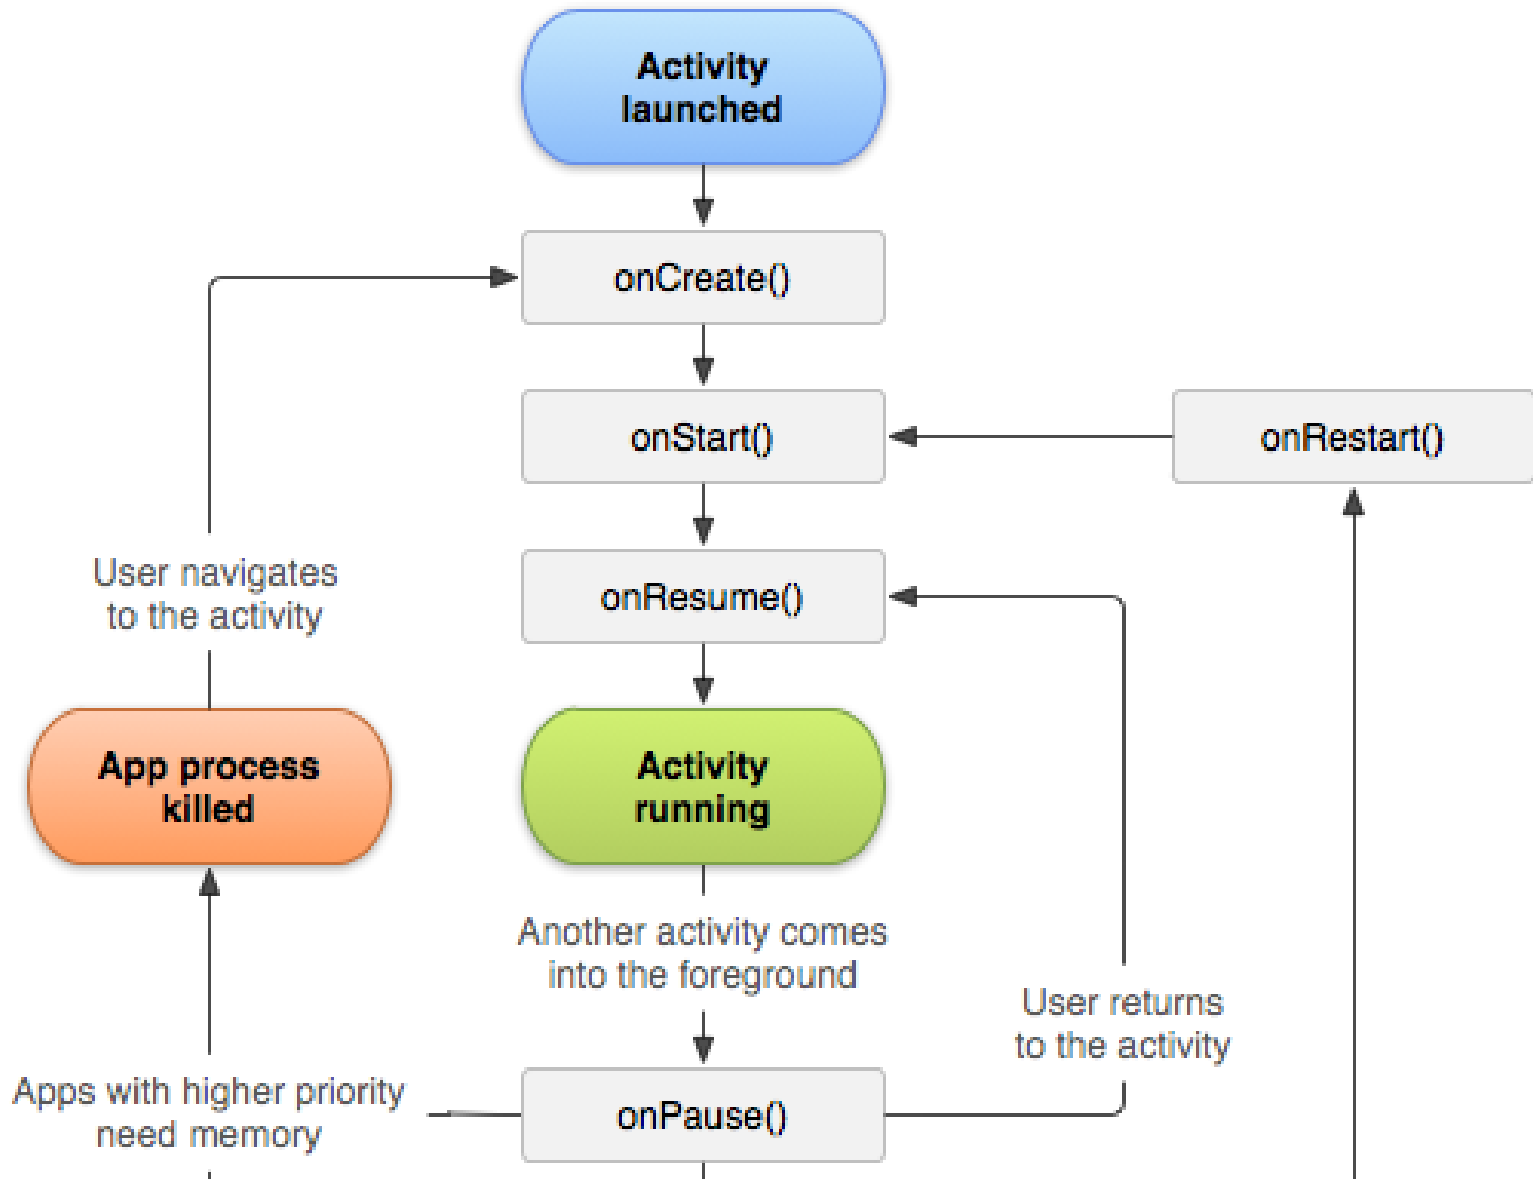 Activity
launched
onCreate()
onStart()
onRestart()
User navigates
to the activity
onResume()
App process
killed
Activity
running
Another activity comes
into the foreground
User returns
to the activity
Apps with higher priority
need memory
onPause()